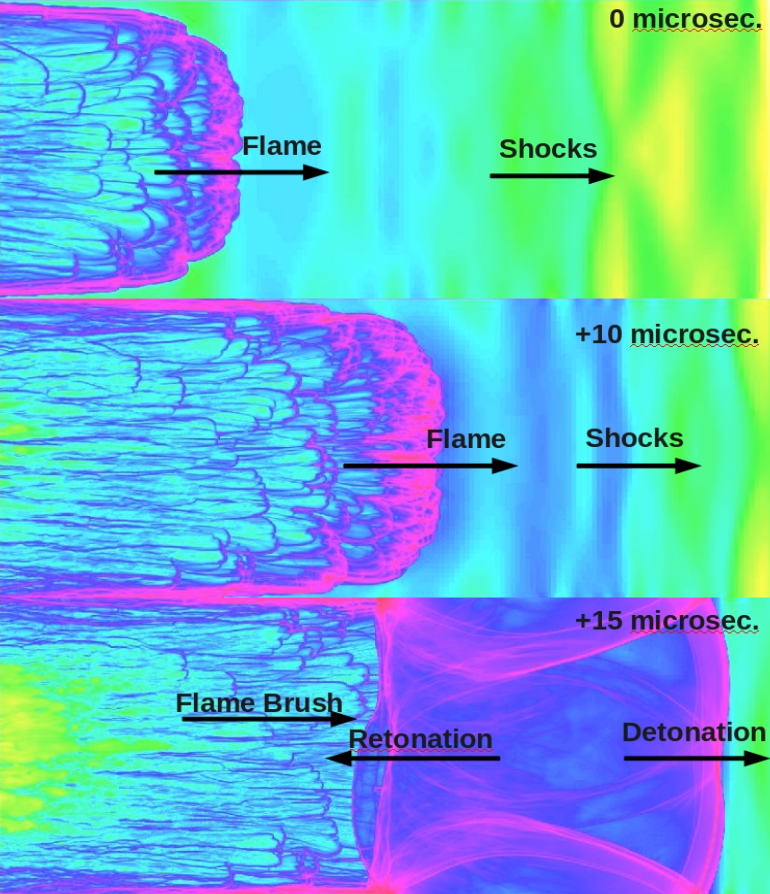 0 microsec.
Flame
Shocks
+10 microsec.
Flame
Shocks
+15 microsec.
Flame Brush
Retonation
Detonation